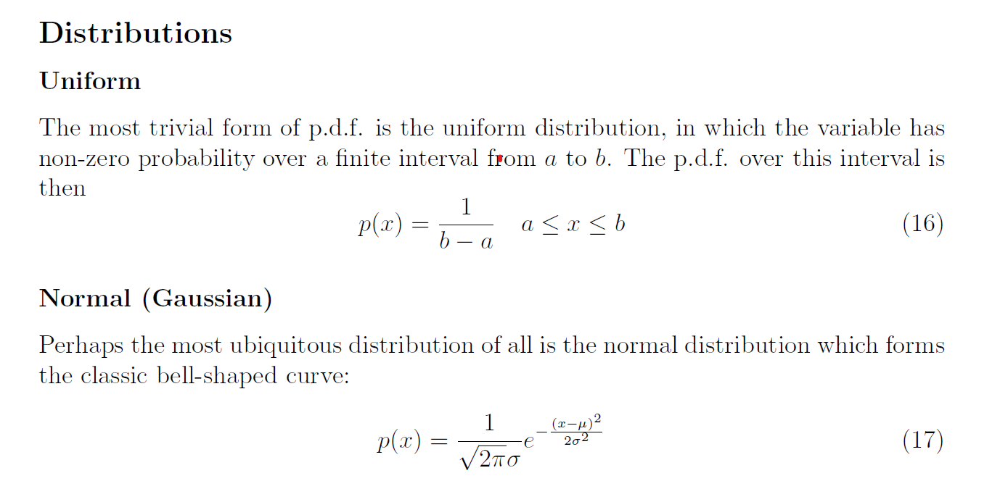 Distributions
Uniform
The most trivial form of p.d.f. is the uniform distribution, in which the variable has
non-zero probability over a finite interval from a to b. The p.d.f. over this interval is
then
p(x) = \frac{1}{b - a} \quad a \leq x \leq b (16)
Normal (Gaussian)
Perhaps the most ubiquitous distribution of all is the normal distribution which forms
the classic bell-shaped curve:
p(x) = \frac{1}{\sqrt{2\pi}\sigma} e^{-\frac{(x-\mu)^2}{2\sigma^2}} (17)